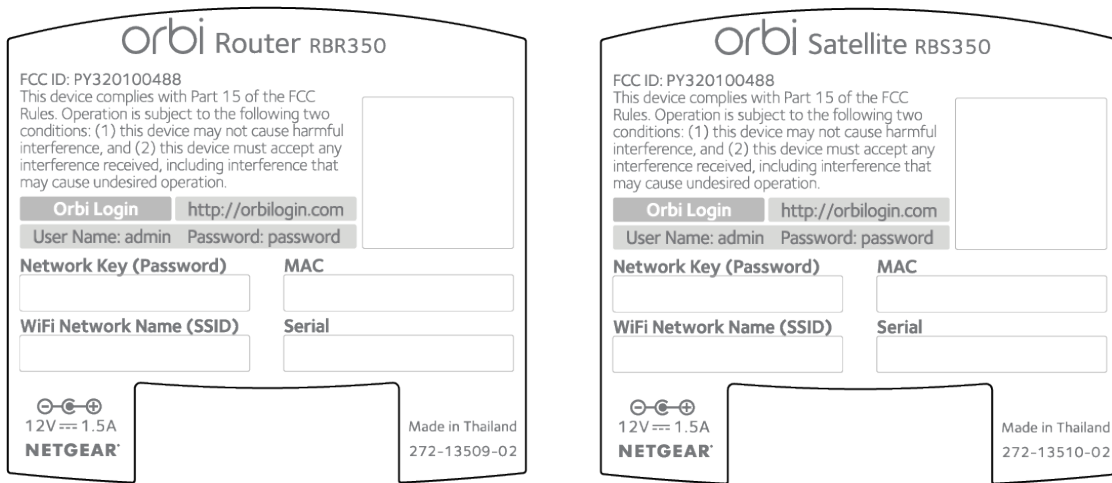 orbi Router RBR350
FCC ID: PY320100488
This device complies with Part 15 of the FCC
Rules. Operation is subject to the following two
conditions: (1) this device may not cause harmful
interference, and (2) this device must accept any
interference received, including interference that
may cause undesired operation.
Orbi Login http://orbilogin.com
User Name: admin Password: password
Network Key (Password) MAC
WiFi Network Name (SSID) Serial
12V 1.5A
NETGEAR
Made in Thailand
272-13509-02
orbi Satellite RBS350
FCC ID: PY320100488
This device complies with Part 15 of the FCC
Rules. Operation is subject to the following two
conditions: (1) this device may not cause harmful
interference, and (2) this device must accept any
interference received, including interference that
may cause undesired operation.
Orbi Login http://orbilogin.com
User Name: admin Password: password
Network Key (Password) MAC
WiFi Network Name (SSID) Serial
12V 1.5A
NETGEAR
Made in Thailand
272-13510-02